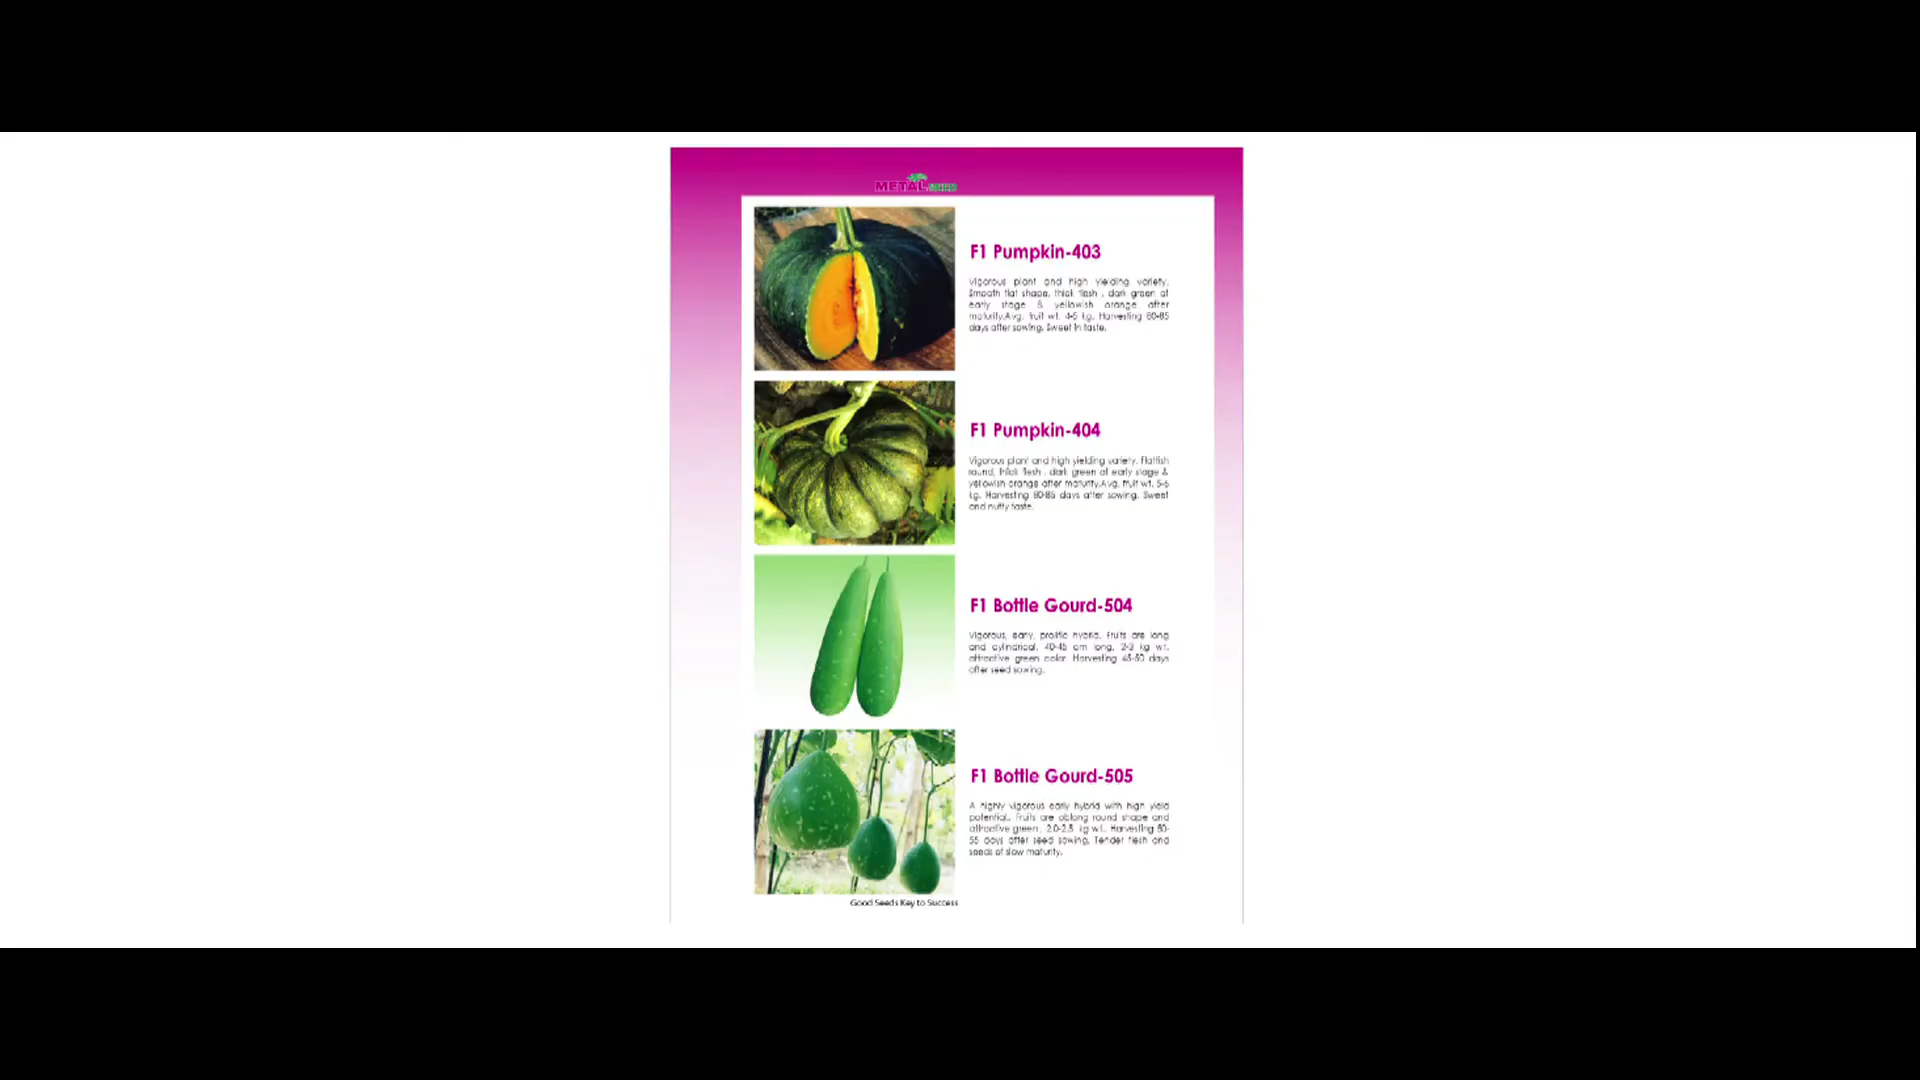 METAL SEED
F1 Pumpkin-403
Vigorous plant and high yielding variety.
Smooth flat shape, thick flesh , dark green at
early stage & yellowish orange after
maturity.Avg. fruit wt. 4-5 kg. Harvesting 80-85
days after sowing. Sweet in taste.
F1 Pumpkin-404
Vigorous plant and high yielding variety. Flattish
round, thick flesh , dark green at early stage &
yellowish orange after maturity.Avg. fruit wt. 5-6
kg. Harvesting 80-85 days after sowing. Sweet
and nutty taste.
F1 Bottle Gourd-504
Vigorous, early, prolific hybrid. Fruits are long
and cylindrical, 40-45 cm long, 2-3 kg wt.
attractive green color. Harvesting 45-50 days
after seed sowing.
F1 Bottle Gourd-505
A highly vigorous early hybrid with high yield
potential. Fruits are oblong round shape and
attractive green , 2.0-2.5 kg wt.. Harvesting 50-
55 days after seed sowing. Tender flesh and
seeds of slow maturity.
Good Seeds Key to Success